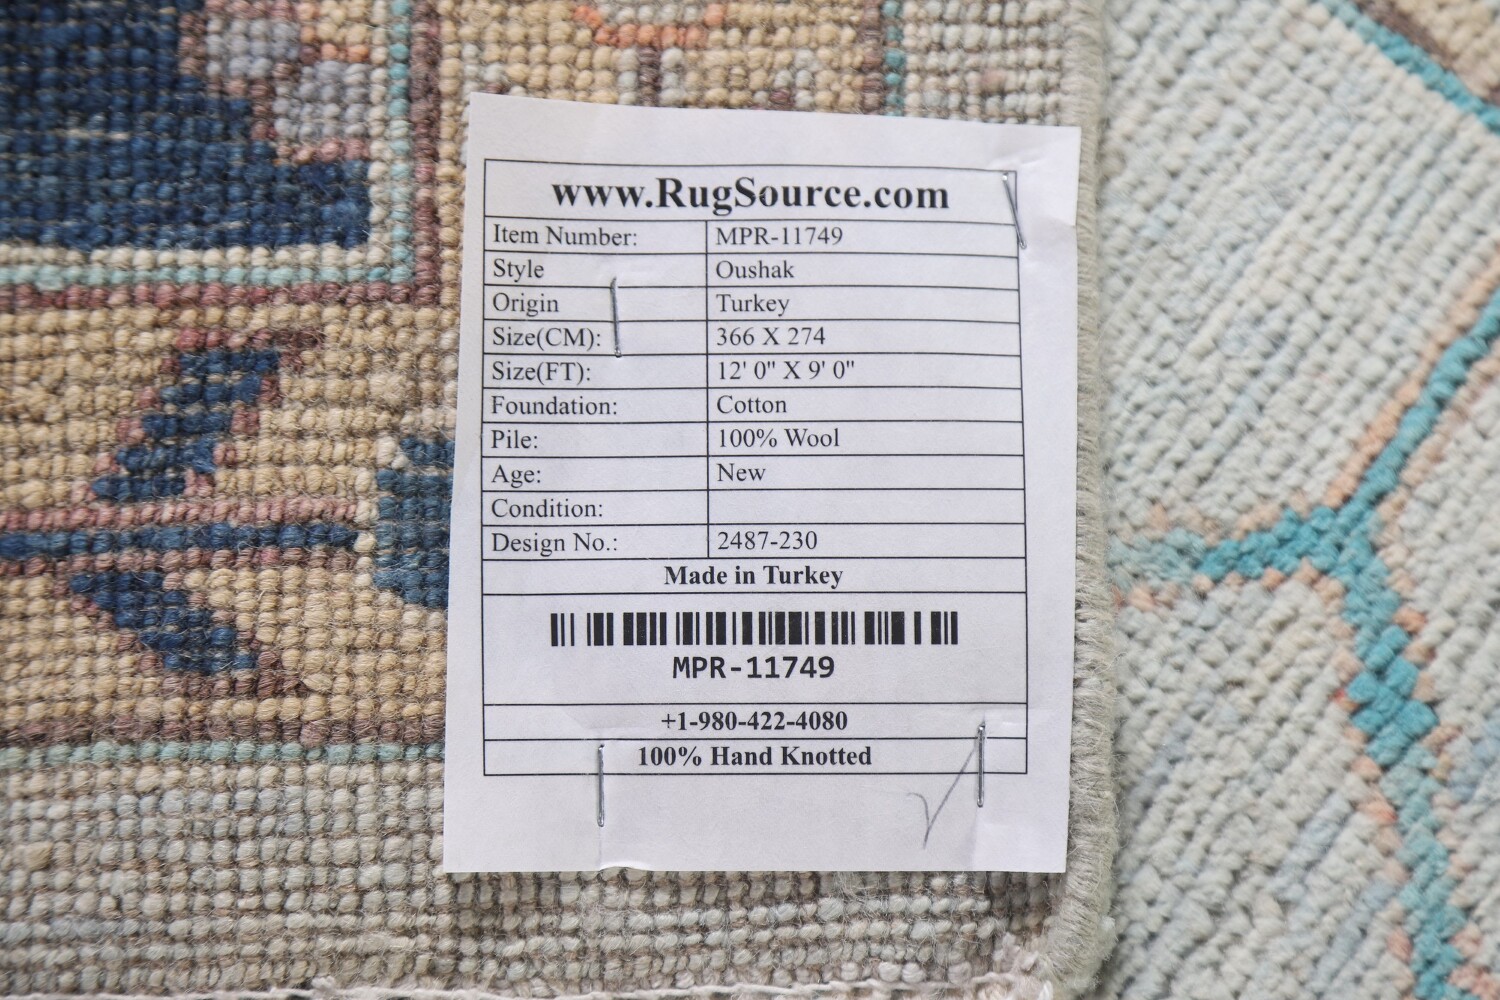 www.RugSource.com
Item Number: MPR-11749
Style Oushak
Origin Turkey
Size(CM): 366 X 274
Size(FT): 12' 0" X 9' 0"
Foundation: Cotton
Pile: 100% Wool
Age: New
Condition:
Design No.: 2487-230
Made in Turkey
MPR-11749
+1-980-422-4080
100% Hand Knotted